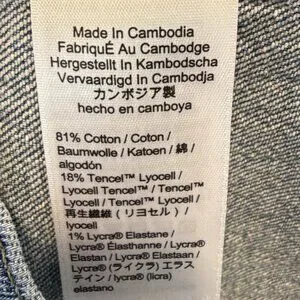 Made In Cambodia
FabriquÉ Au Cambodge
Hergestellt In Kambodscha
Vervaardigd In Cambodja
カンボジア製
hecho en camboya
81% Cotton / Coton /
Baumwolle / Katoen / 綿 /
algodón
18% Tencel™ Lyocell /
Lyocell Tencel™ / Tencel™
Lyocell / Tencel™ Lyocell /
再生繊維 (リヨセル) /
lyocell
1% Lycra® Elastane /
Lycra® Élasthanne / Lycra®
Elastan / Lycra® Elastaan /
Lycra® (ライクラ) エラス
テイン / lycra® (licra)
elastano